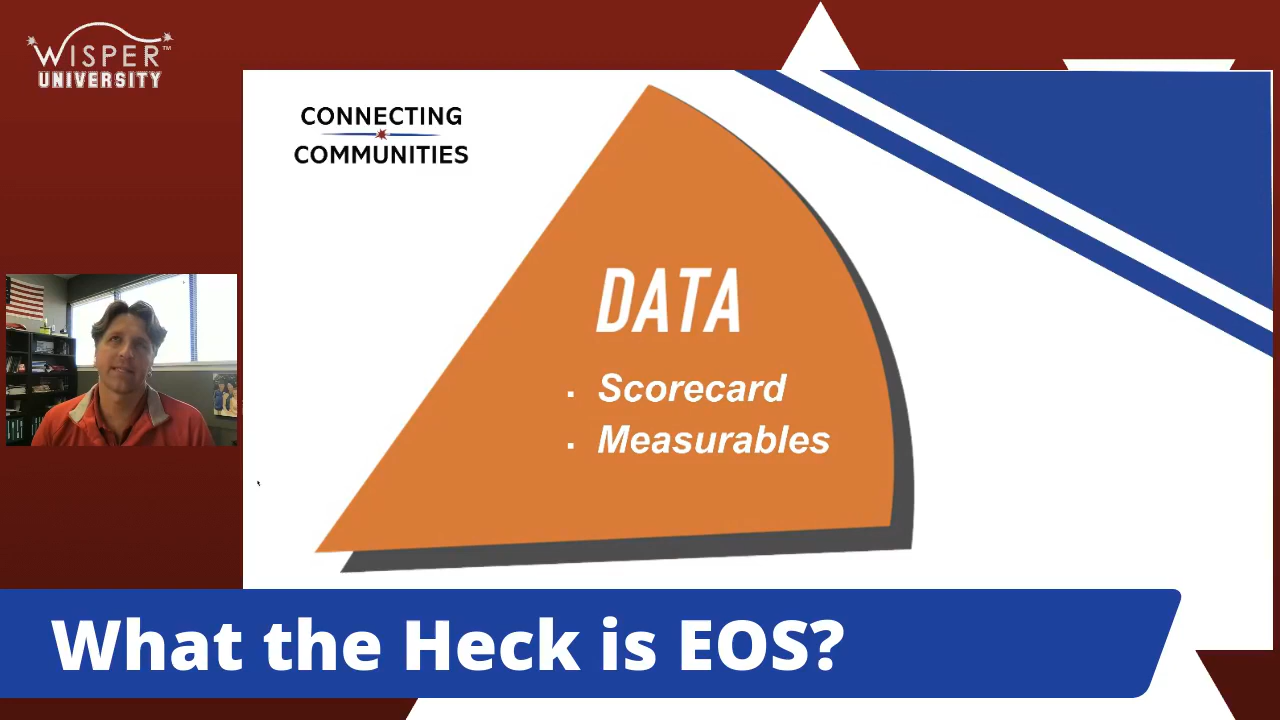 WISPER™
UNIVERSITY
CONNECTING
COMMUNITIES
DATA
▪ Scorecard
▪ Measurables
What the Heck is EOS?